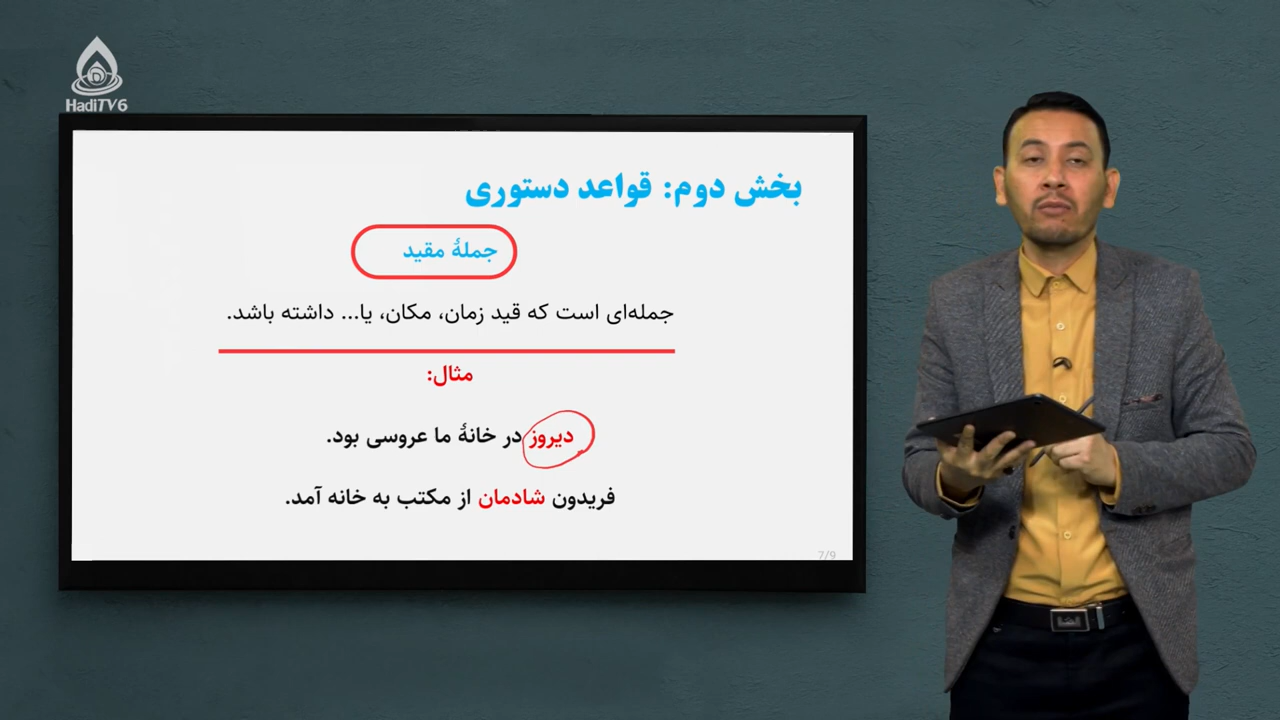 HadiTV6
بخش دوم: قواعد دستوری
جملهٔ مقید
جمله‌ای است که قید زمان، مکان، یا... داشته باشد.
مثال:
دیروز در خانهٔ ما عروسی بود.
فریدون شادمان از مکتب به خانه آمد.
7/9